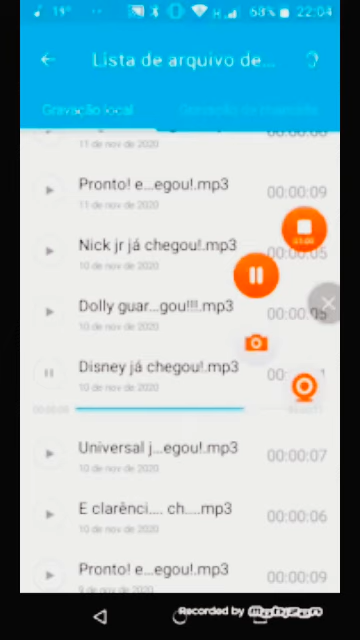 19°
68% 22:04
Lista de arquivo de...
Gravação local
11 de nov de 2020
Pronto! e...egou!.mp3
00:00:09
11 de nov de 2020
Nick jr já chegou!.mp3
00:00:05
10 de nov de 2020
Dolly guar...gou!!!!.mp3
00:00:05
10 de nov de 2020
Disney já chegou!.mp3
10 de nov de 2020
Universal j...egou!.mp3
00:00:07
10 de nov de 2020
E clarênci.... ch....mp3
00:00:06
10 de nov de 2020
Pronto! e...egou!.mp3
00:00:09
9 de nov de 2020
Recorded by